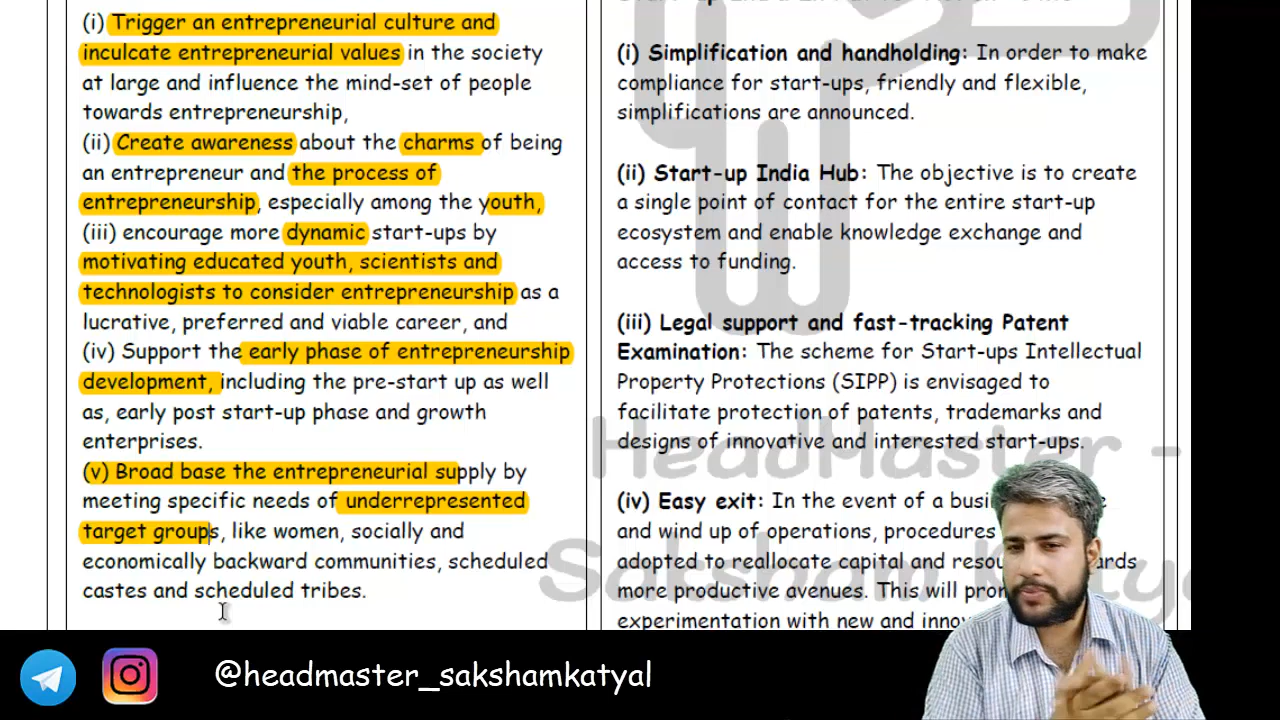 (i) Trigger an entrepreneurial culture and
inculcate entrepreneurial values in the society
at large and influence the mind-set of people
towards entrepreneurship,
(ii) Create awareness about the charms of being
an entrepreneur and the process of
entrepreneurship, especially among the youth,
(iii) encourage more dynamic start-ups by
motivating educated youth, scientists and
technologists to consider entrepreneurship as a
lucrative, preferred and viable career, and
(iv) Support the early phase of entrepreneurship
development, including the pre-start up as well
as, early post start-up phase and growth
enterprises.
(v) Broad base the entrepreneurial supply by
meeting specific needs of underrepresented
target groups, like women, socially and
economically backward communities, scheduled
castes and scheduled tribes.
(i) Simplification and handholding: In order to make
compliance for start-ups, friendly and flexible,
simplifications are announced.
(ii) Start-up India Hub: The objective is to create
a single point of contact for the entire start-up
ecosystem and enable knowledge exchange and
access to funding.
(iii) Legal support and fast-tracking Patent
Examination: The scheme for Start-ups Intellectual
Property Protections (SIPP) is envisaged to
facilitate protection of patents, trademarks and
designs of innovative and interested start-ups.
(iv) Easy exit: In the event of a
and wind up of operations, procedures
adopted to reallocate capital and
more productive avenues. This will
experimentation with new and
HeadMaster -
Saksham
@headmaster_sakshamkatyal